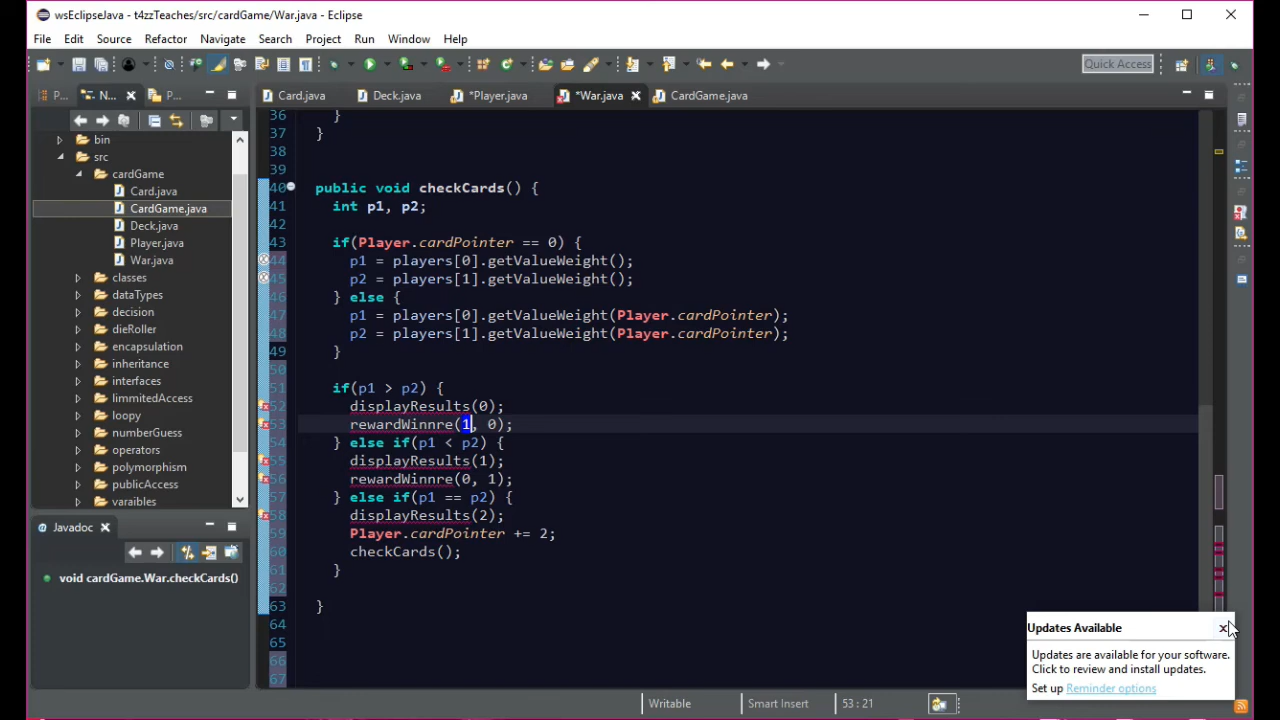 wsEclipseJava - t4zzTeaches/src/cardGame/War.java - Eclipse
File Edit Source Refactor Navigate Search Project Run Window Help
Quick Access
P... N... P... Card.java Deck.java *Player.java *War.java CardGame.java
bin
src
cardGame
Card.java
CardGame.java
Deck.java
Player.java
War.java
classes
dataTypes
decision
dieRoller
encapsulation
inheritance
interfaces
limmitedAccess
loopy
numberGuess
operators
polymorphism
publicAccess
varaibles
Javadoc
void cardGame.War.checkCards()
36 }
37 }
38
39
40 public void checkCards() {
41 int p1, p2;
42
43 if(Player.cardPointer == 0) {
44 p1 = players[0].getValueWeight();
45 p2 = players[1].getValueWeight();
46 } else {
47 p1 = players[0].getValueWeight(Player.cardPointer);
48 p2 = players[1].getValueWeight(Player.cardPointer);
49 }
50
51 if(p1 > p2) {
52 displayResults(0);
53 rewardWinnre(1, 0);
54 } else if(p1 < p2) {
55 displayResults(1);
56 rewardWinnre(0, 1);
57 } else if(p1 == p2) {
58 displayResults(2);
59 Player.cardPointer += 2;
60 checkCards();
61 }
62
63 }
64
65
66
67
Updates Available
Updates are available for your software.
Click to review and install updates.
Set up Reminder options
Writable Smart Insert 53 : 21